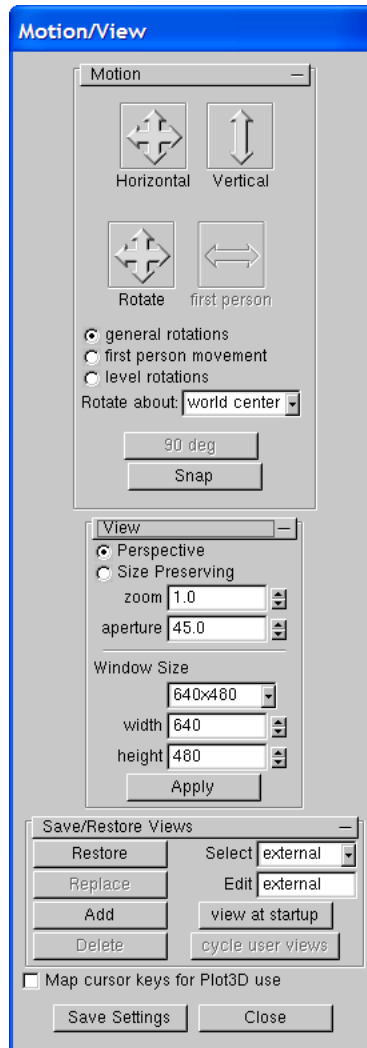 Motion/View
Motion
Horizontal Vertical
Rotate first person
general rotations
first person movement
level rotations
Rotate about: world center
90 deg
Snap
View
Perspective
Size Preserving
zoom 1.0
aperture 45.0
Window Size
640x480
width 640
height 480
Apply
Save/Restore Views
Restore Select external
Replace Edit external
Add view at startup
Delete cycle user views
Map cursor keys for Plot3D use
Save Settings Close